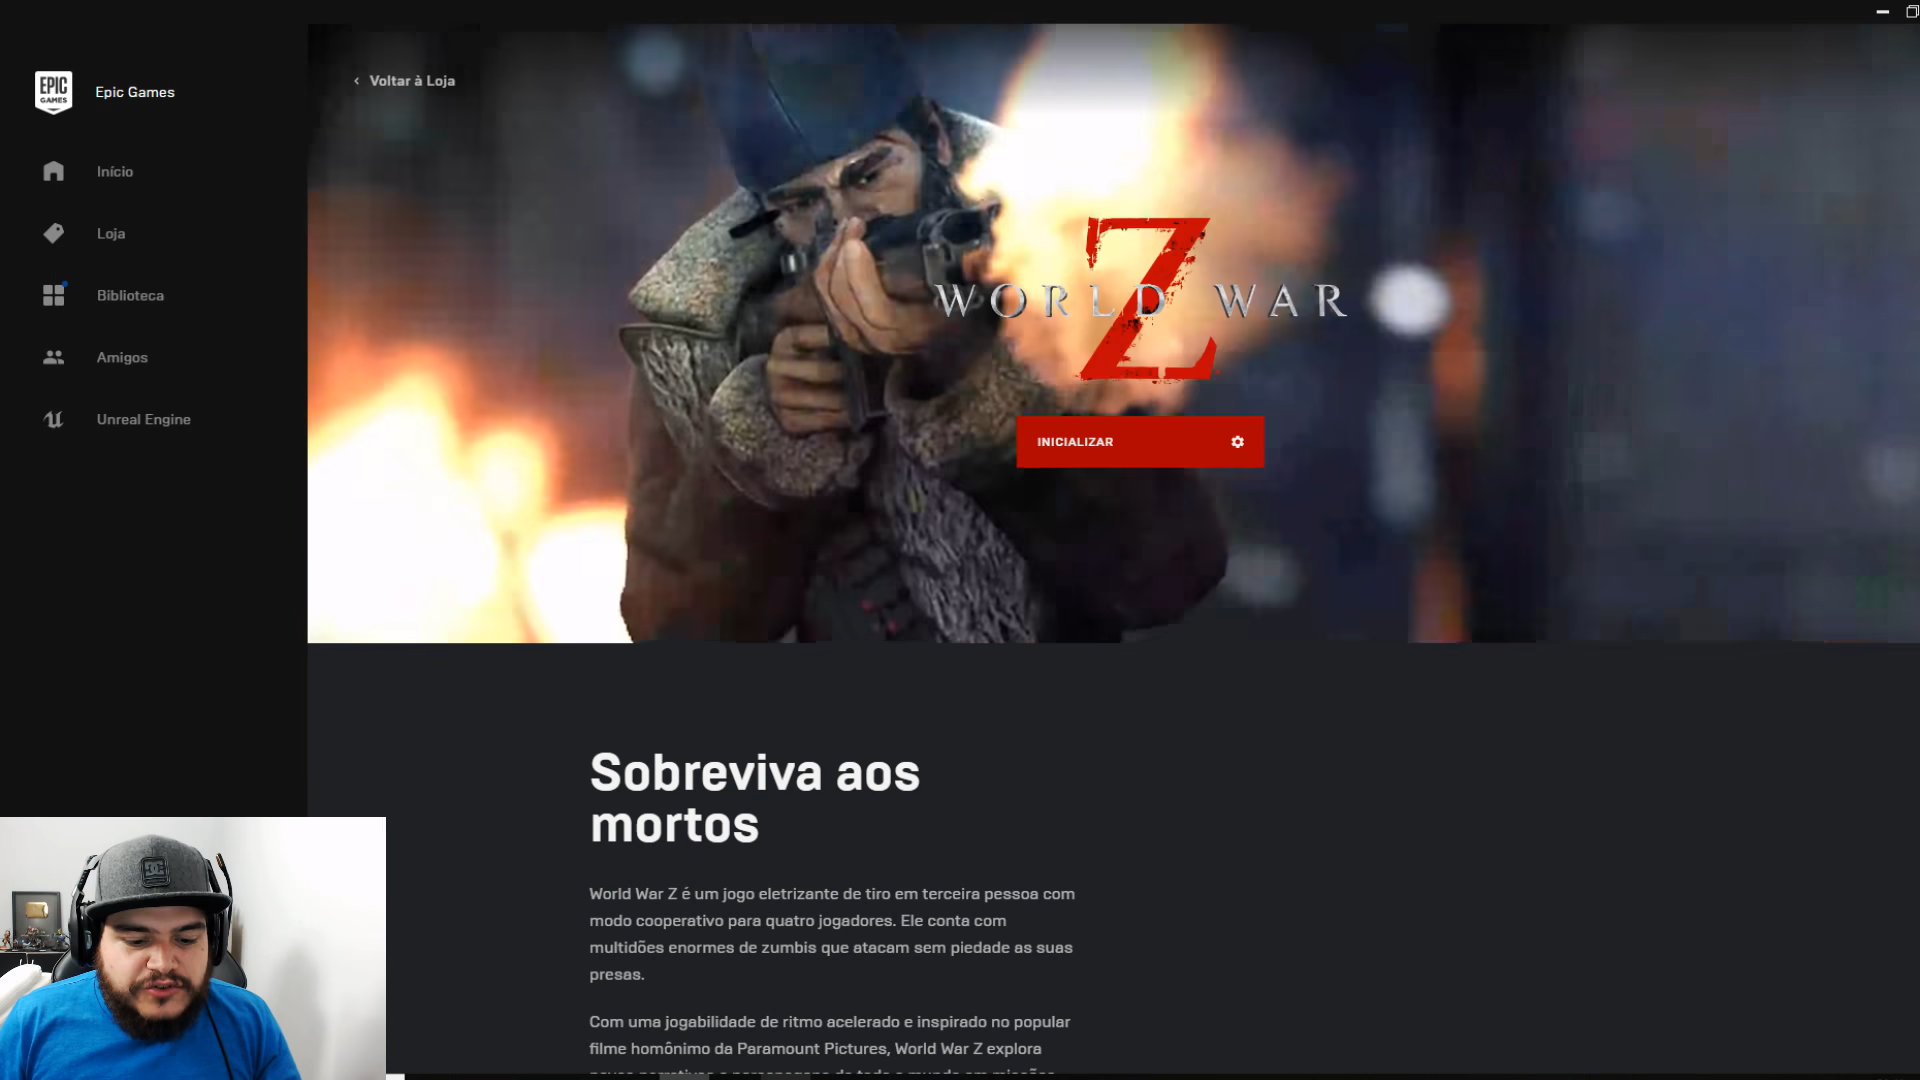 EPIC
GAMES
Epic Games
Início
Loja
Biblioteca
Amigos
Unreal Engine
Voltar à Loja
Z
WORLD WAR
INICIALIZAR
Sobreviva aos
mortos
World War Z é um jogo eletrizante de tiro em terceira pessoa com
modo cooperativo para quatro jogadores. Ele conta com
multidões enormes de zumbis que atacam sem piedade as suas
presas.
Com uma jogabilidade de ritmo acelerado e inspirado no popular
filme homônimo da Paramount Pictures, World War Z explora